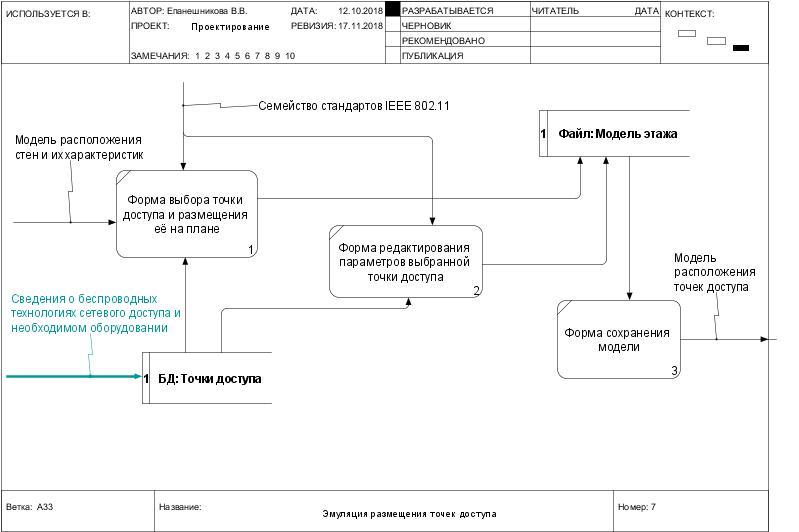 ИСПОЛЬЗУЕТСЯ В:
АВТОР: Епанешникова В.В.
ДАТА: 12.10.2018
РАЗРАБАТЫВАЕТСЯ
ЧИТАТЕЛЬ
ДАТА
КОНТЕКСТ:
ПРОЕКТ: Проектирование
РЕВИЗИЯ: 17.11.2018
ЧЕРНОВИК
РЕКОМЕНДОВАНО
ЗАМЕЧАНИЯ: 1 2 3 4 5 6 7 8 9 10
ПУБЛИКАЦИЯ
Семейство стандартов IEEE 802.11
1 Файл: Модель этажа
Модель расположения
стен и их характеристик
Форма выбора точки
доступа и размещения
её на плане
1
Форма редактирования
параметров выбранной
точки доступа
2
Модель
расположения
точек доступа
Сведения о беспроводных
технологиях сетевого доступа и
необходимом оборудовании
Форма сохранения
модели
3
1 БД: Точки доступа
Ветка: A33
Название:
Эмуляция размещения точек доступа
Номер: 7